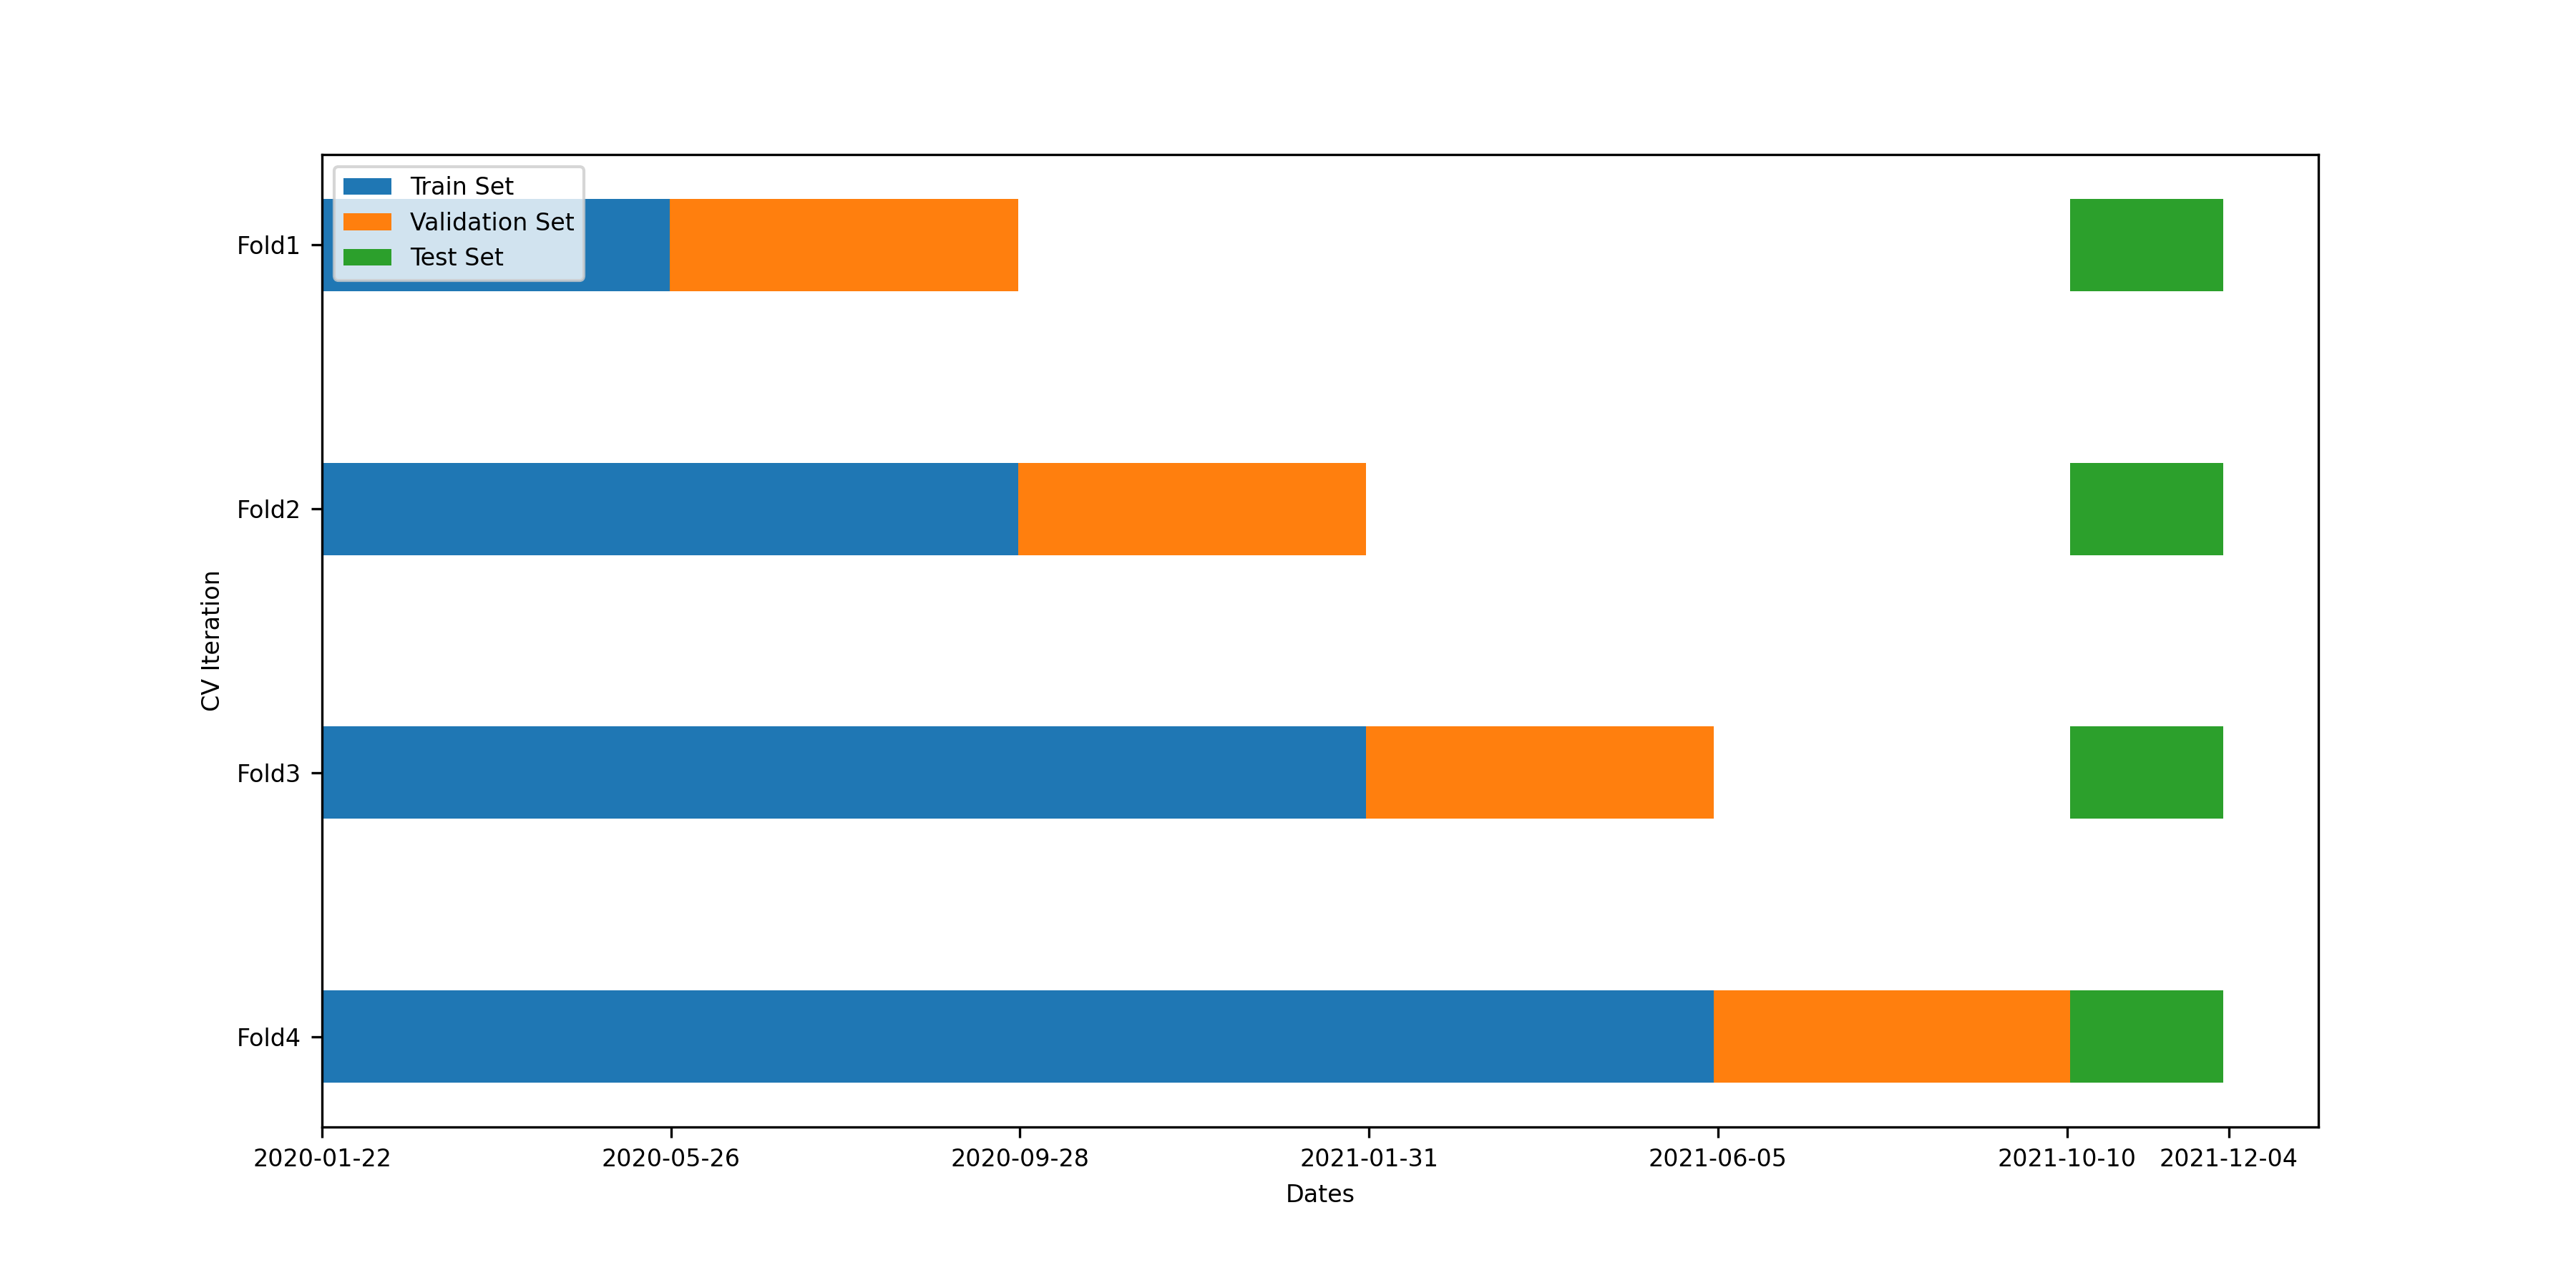 Train Set
Validation Set
Test Set
Fold1
Fold2
Fold3
Fold4
CV Iteration
2020-01-22 2020-05-26 2020-09-28 2021-01-31 2021-06-05 2021-10-10 2021-12-04
Dates